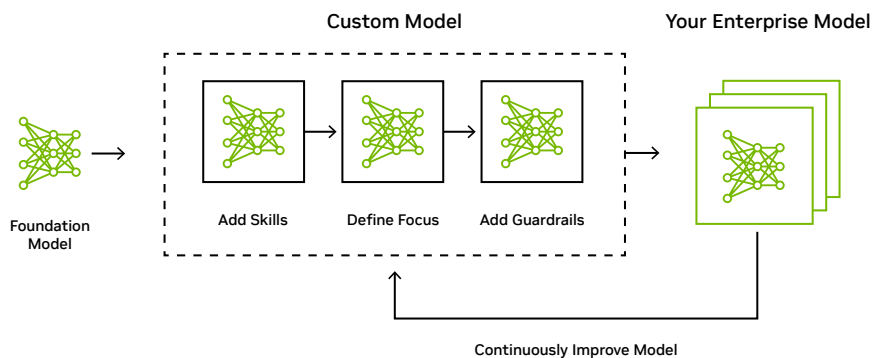 Custom Model
Your Enterprise Model
Foundation
Model
Add Skills
Define Focus
Add Guardrails
Continuously Improve Model